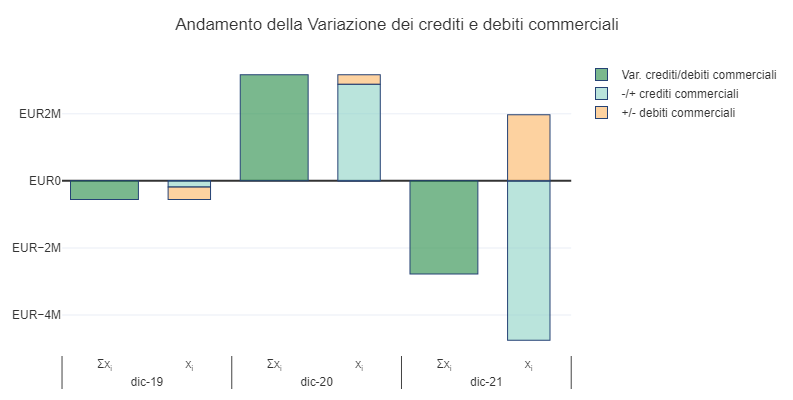 Andamento della Variazione dei crediti e debiti commerciali
Var. crediti/debiti commerciali
-/+ crediti commerciali
+/- debiti commerciali
EUR2M
EUR0
EUR−2M
EUR−4M
Σxi xi Σxi xi Σxi xi
dic-19 dic-20 dic-21